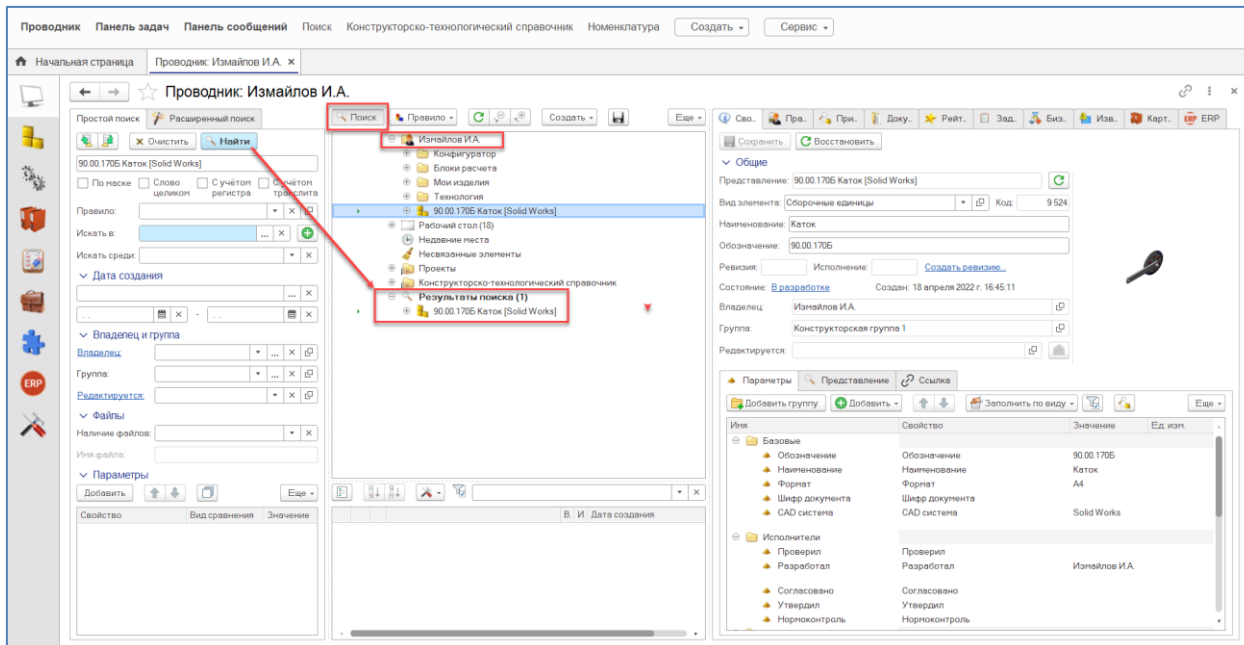 Проводник Панель задач Панель сообщений Поиск Конструкторско-технологический справочник Номенклатура Создать Сервис
Начальная страница Проводник: Измайлов И.А. ×
Проводник: Измайлов И.А.
Простой поиск Расширенный поиск
× Очистить Найти
90.00.170Б Каток [Solid Works]
По маске Слово целиком С учётом регистра С учётом транслита
Правило:
Искать в:
Искать среди:
Дата создания
. . - . .
Владелец и группа
Владелец:
Группа:
Редактируется:
Файлы
Наличие файлов:
Имя файла:
Параметры
Добавить Еще
Свойство Вид сравнения Значение
Поиск Правило Создать Еще
Измайлов И.А.
Конфигуратор
Блоки расчета
Мои изделия
Технология
90.00.170Б Каток [Solid Works]
Рабочий стол (18)
Недавние места
Несвязанные элементы
Проекты
Конструкторско-технологический справочник
Результаты поиска (1)
90.00.170Б Каток [Solid Works]
В. И Дата создания
Сво.. Пра.. При.. Доку.. Рейт.. Зад.. Биз.. Изв.. Карт.. ERP
Сохранить Восстановить
Общие
Представление: 90.00.170Б Каток [Solid Works]
Вид элемента: Сборочные единицы Код: 9 524
Наименование: Каток
Обозначение: 90.00.170Б
Ревизия: Исполнение: Создать ревизию...
Состояние: В разработке Создан: 18 апреля 2022 г. 16:45:11
Владелец: Измайлов И.А.
Группа: Конструкторская группа 1
Редактируется:
Параметры Представление Ссылка
Добавить группу Добавить Заполнить по виду Еще
Имя Свойство Значение Ед. изм.
Базовые
Обозначение Обозначение 90.00.170Б
Наименование Наименование Каток
Формат Формат А4
Шифр документа Шифр документа
CAD система CAD система Solid Works
Исполнители
Проверил Проверил
Разработал Разработал Измайлов И.А.
Согласовано Согласовано
Утвердил Утвердил
Нормоконтроль Нормоконтроль
ERP